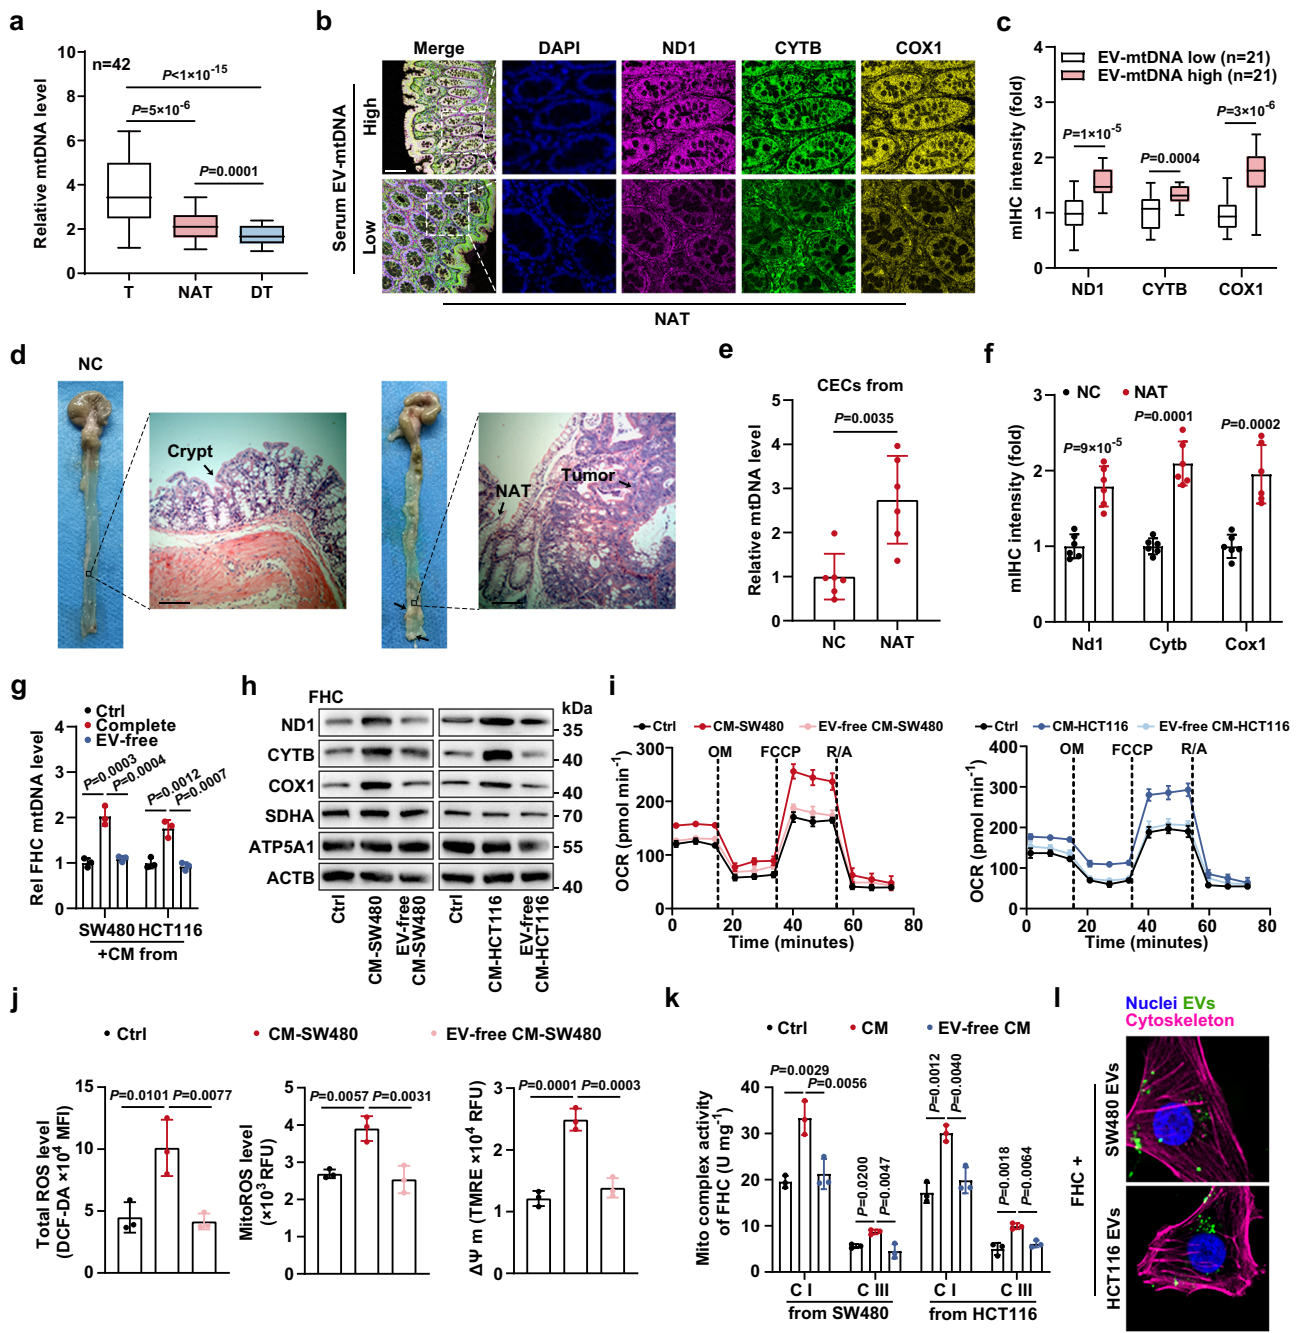 a
Relative mtDNA level
10
8
6
4
2
0
n=42
P<1×10-15
P=5×10-6
P=0.0001
T NAT DT
b
Merge DAPI ND1 CYTB COX1
Serum EV-mtDNA
High
Low
NAT
c
mIHC intensity (fold)
4
3
2
1
0
EV-mtDNA low (n=21)
EV-mtDNA high (n=21)
P=1×10-5
P=0.0004
P=3×10-6
ND1 CYTB COX1
d
NC
Crypt
NAT
Tumor
e
CECs from
Relative mtDNA level
5
4
3
2
1
0
P=0.0035
NC NAT
f
mIHC intensity (fold)
3
2
1
0
NC NAT
P=9×10-5
P=0.0001
P=0.0002
Nd1 Cytb Cox1
g
Rel FHC mtDNA level
4
3
2
1
0
Ctrl
Complete
EV-free
P=0.0003
P=0.0004
P=0.0012
P=0.0007
SW480 HCT116
+CM from
h
FHC
kDa
ND1
35
CYTB
40
COX1
40
SDHA
70
ATP5A1
55
ACTB
40
Ctrl
CM-SW480
EV-free
CM-SW480
Ctrl
CM-HCT116
EV-free
CM-HCT116
i
Ctrl CM-SW480 EV-free CM-SW480
OCR (pmol min-1)
300
200
100
0
OM FCCP R/A
0 20 40 60 80
Time (minutes)
Ctrl CM-HCT116 EV-free CM-HCT116
OCR (pmol min-1)
400
300
200
100
0
OM FCCP R/A
0 20 40 60 80
Time (minutes)
j
Ctrl CM-SW480 EV-free CM-SW480
Total ROS level
(DCF-DA ×104 MFI)
15
10
5
0
P=0.0101 P=0.0077
MitoROS level
(×103 RFU)
5
4
3
2
1
0
P=0.0057 P=0.0031
ΔΨ m (TMRE ×104 RFU)
3
2
1
0
P=0.0001 P=0.0003
k
Ctrl CM EV-free CM
Mito complex activity
of FHC (U mg-1)
40
30
20
10
0
P=0.0029
P=0.0056
P=0.0200
P=0.0047
P=0.0012
P=0.0040
P=0.0018
P=0.0064
C I C III C I C III
from SW480 from HCT116
l
Nuclei EVs
Cytoskeleton
FHC +
SW480 EVs
HCT116 EVs